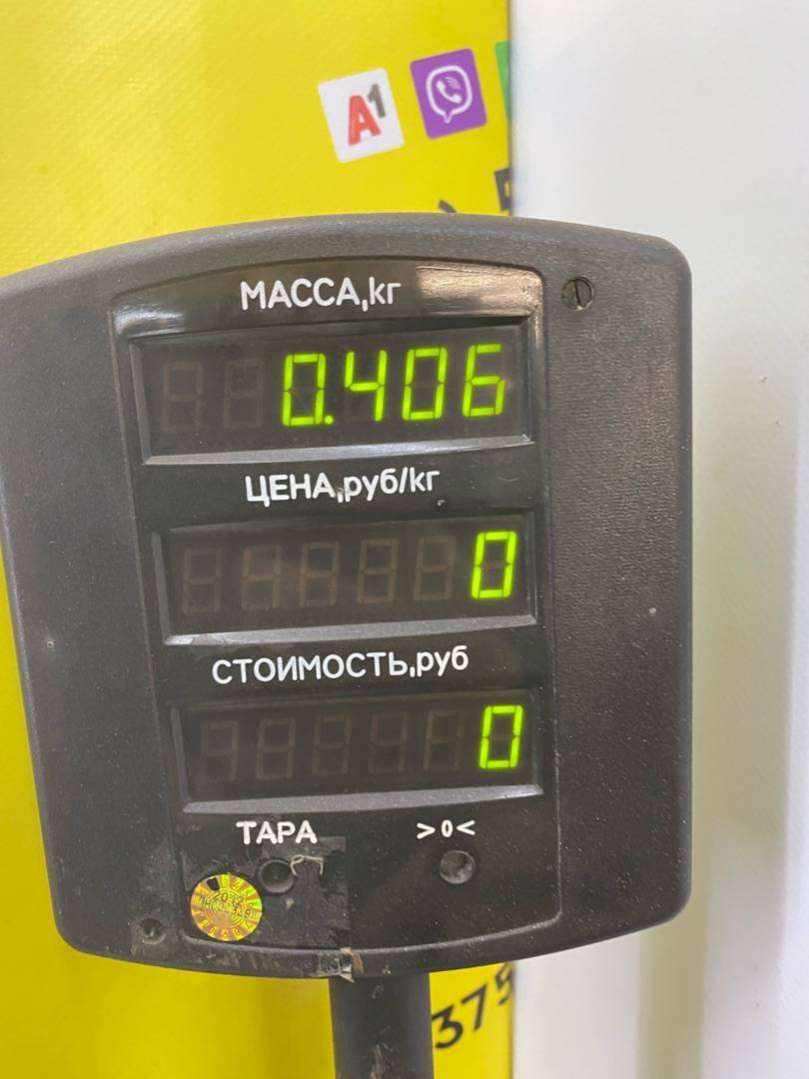 A1
МАССА,кг
0.406
ЦЕНА,руб/кг
0
СТОИМОСТЬ,руб
0
ТАРА >0<
375